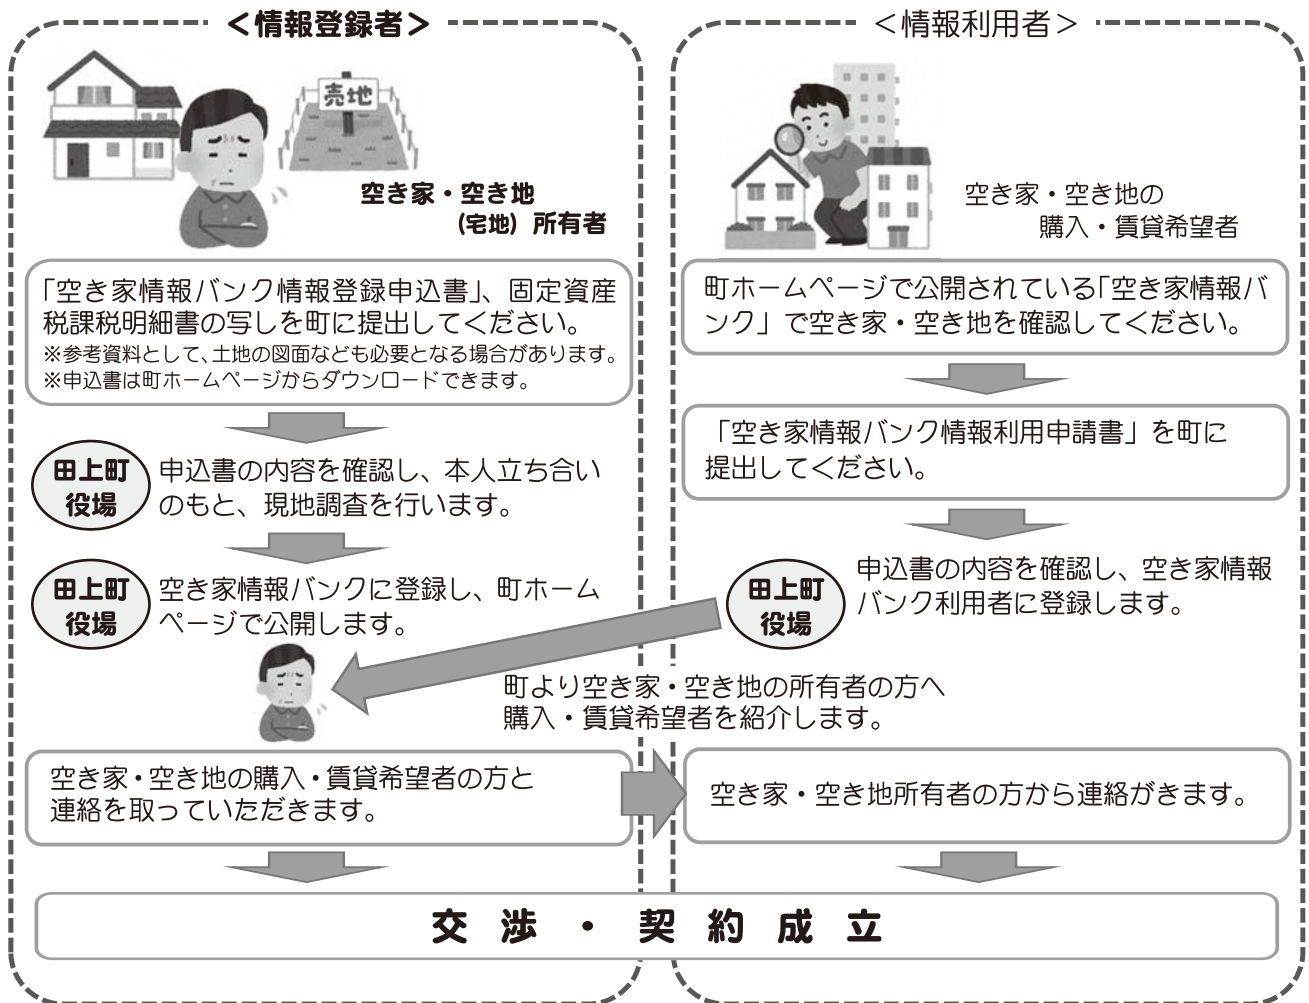 ＜情報登録者＞
売地
空き家・空き地
（宅地）所有者
「空き家情報バンク情報登録申込書」、固定資産
税課税明細書の写しを町に提出してください。
※参考資料として、土地の図面なども必要となる場合があります。
※申込書は町ホームページからダウンロードできます。
田上町
役場
申込書の内容を確認し、本人立ち合い
のもと、現地調査を行います。
田上町
役場
空き家情報バンクに登録し、町ホーム
ページで公開します。
＜情報利用者＞
空き家・空き地の
購入・賃貸希望者
町ホームページで公開されている「空き家情報バ
ンク」で空き家・空き地を確認してください。
「空き家情報バンク情報利用申請書」を町に
提出してください。
田上町
役場
申込書の内容を確認し、空き家情報
バンク利用者に登録します。
町より空き家・空き地の所有者の方へ
購入・賃貸希望者を紹介します。
空き家・空き地の購入・賃貸希望者の方と
連絡を取っていただきます。
空き家・空き地所有者の方から連絡がきます。
交渉・契約成立